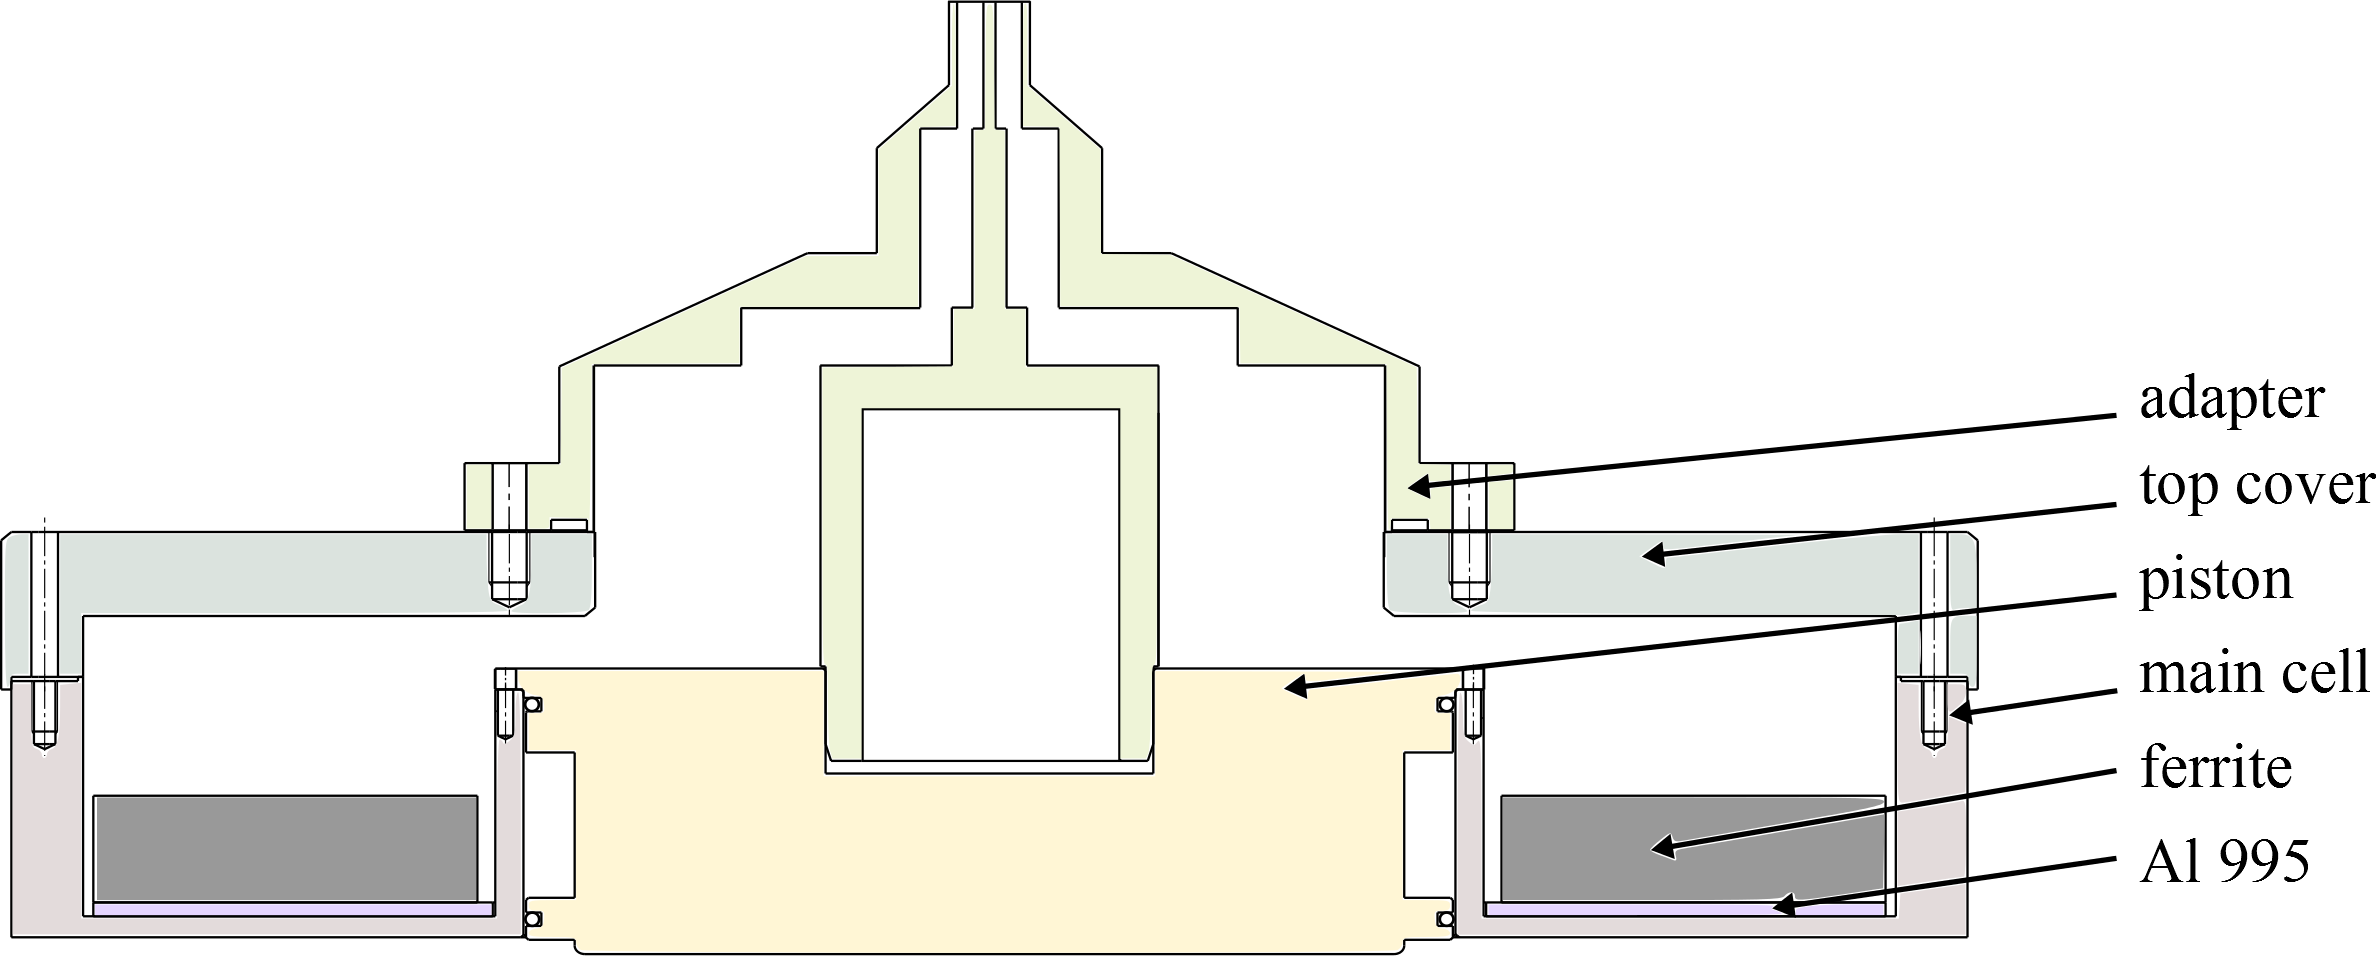 adapter
top cover
piston
main cell
ferrite
Al 995